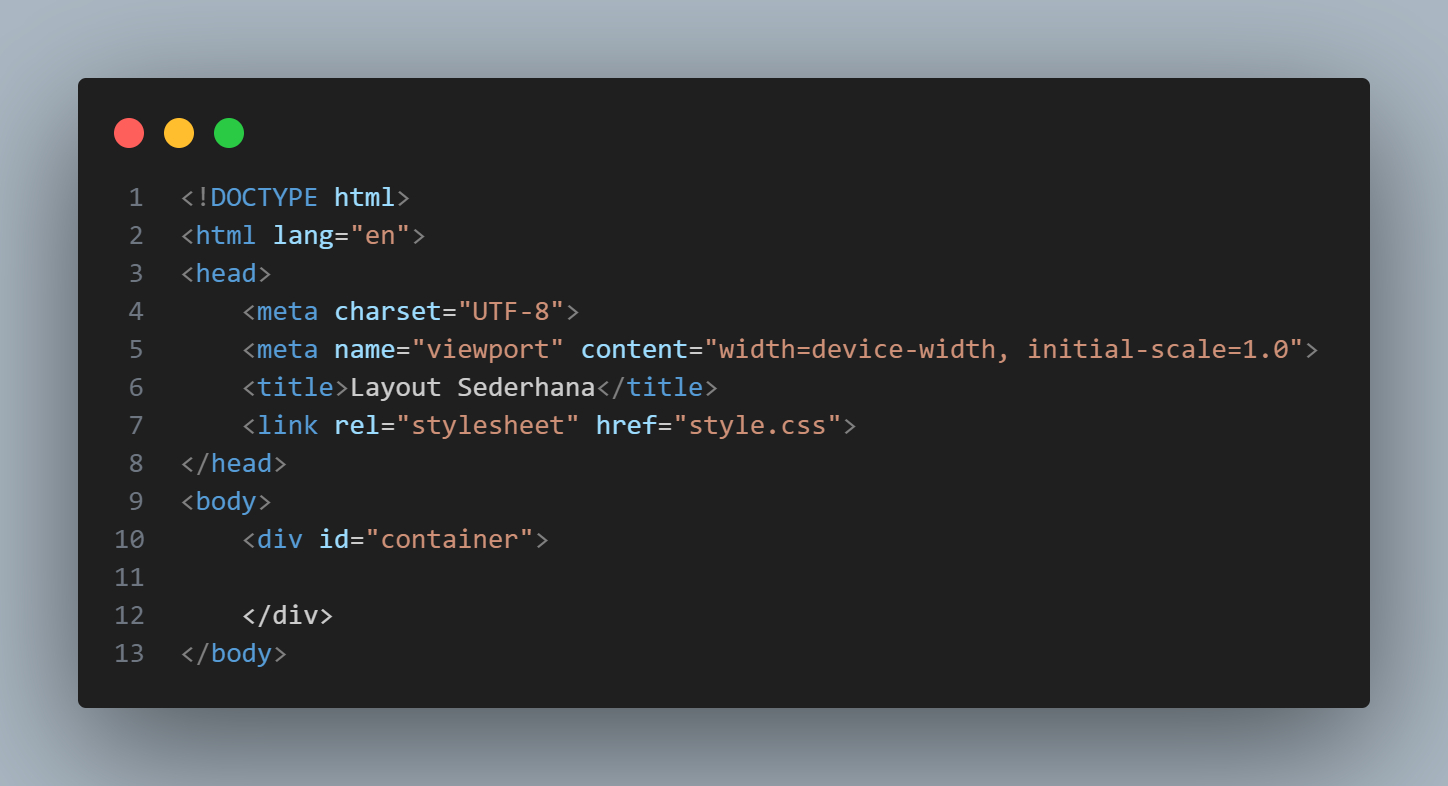 1 <!DOCTYPE html>
2 <html lang="en">
3 <head>
4     <meta charset="UTF-8">
5     <meta name="viewport" content="width=device-width, initial-scale=1.0">
6     <title>Layout Sederhana</title>
7     <link rel="stylesheet" href="style.css">
8 </head>
9 <body>
10     <div id="container">
11
12     </div>
13 </body>